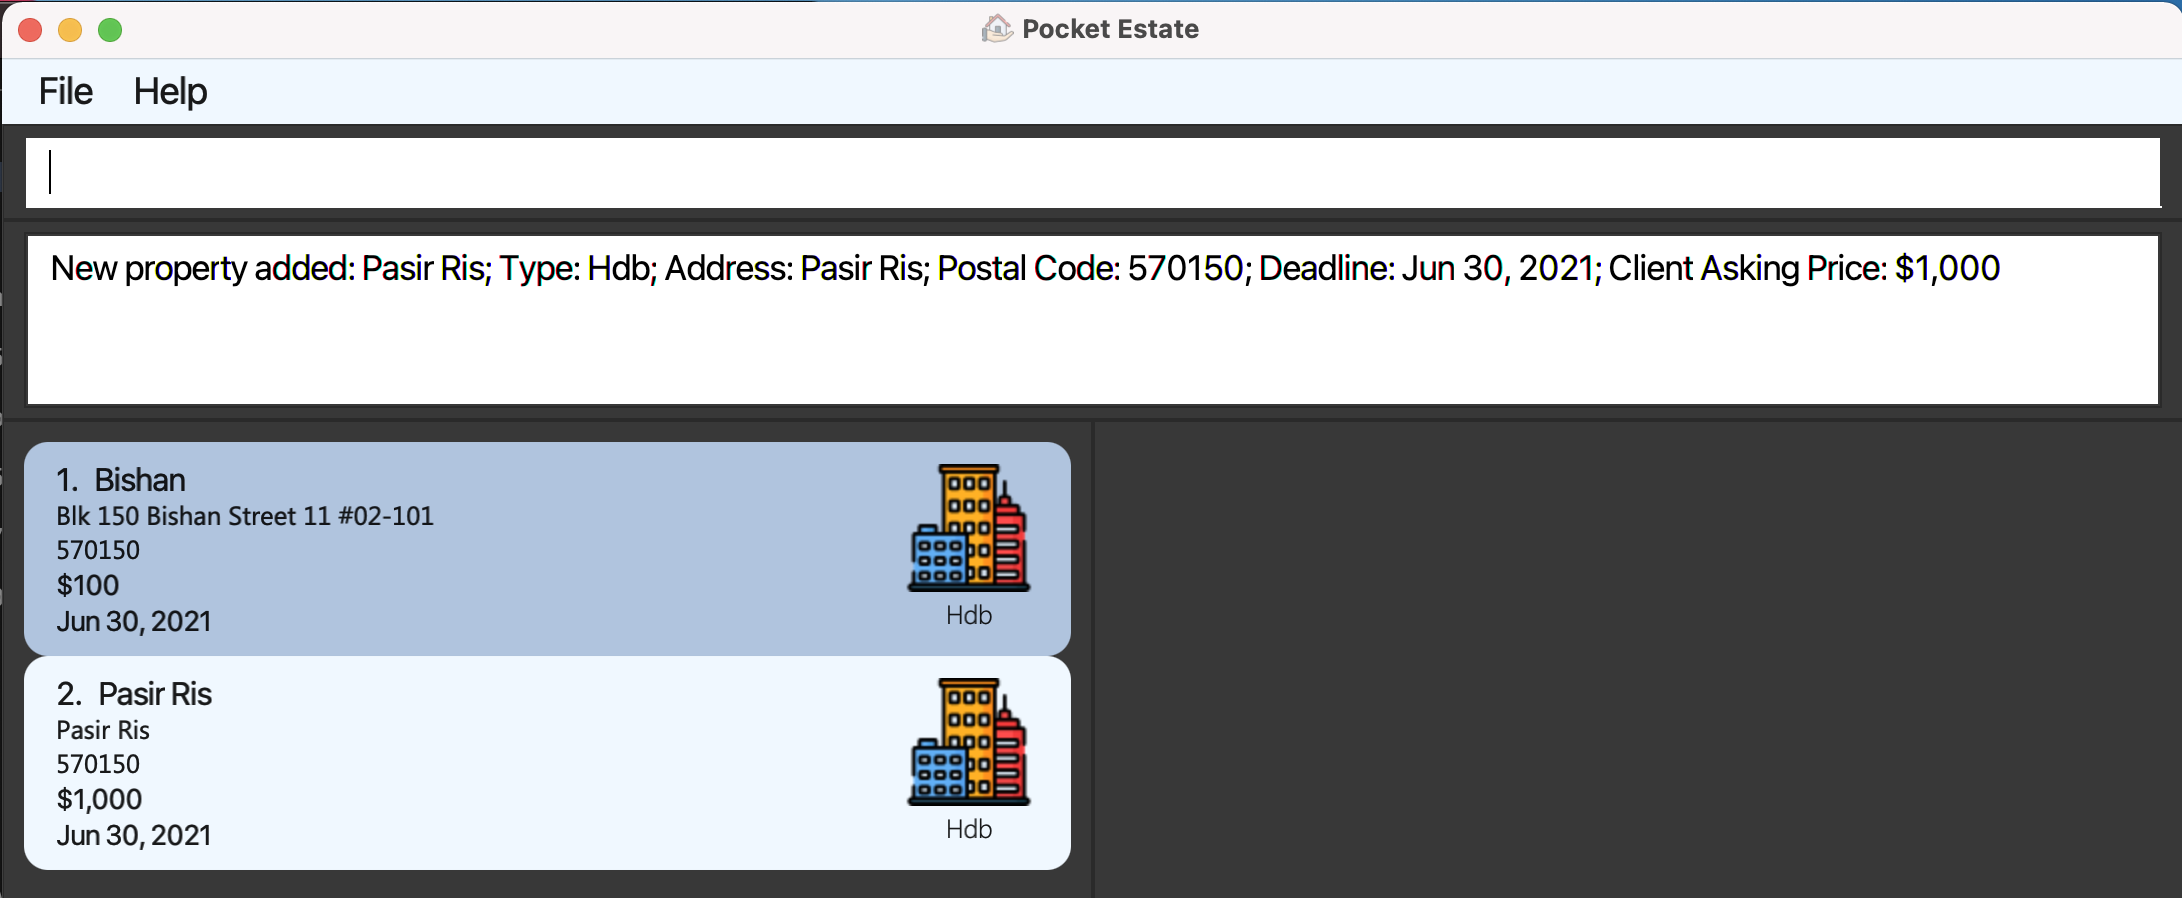 Pocket Estate
File Help
New property added: Pasir Ris; Type: Hdb; Address: Pasir Ris; Postal Code: 570150; Deadline: Jun 30, 2021; Client Asking Price: $1,000
1. Bishan
Blk 150 Bishan Street 11 #02-101
570150
$100
Jun 30, 2021
Hdb
2. Pasir Ris
Pasir Ris
570150
$1,000
Jun 30, 2021
Hdb